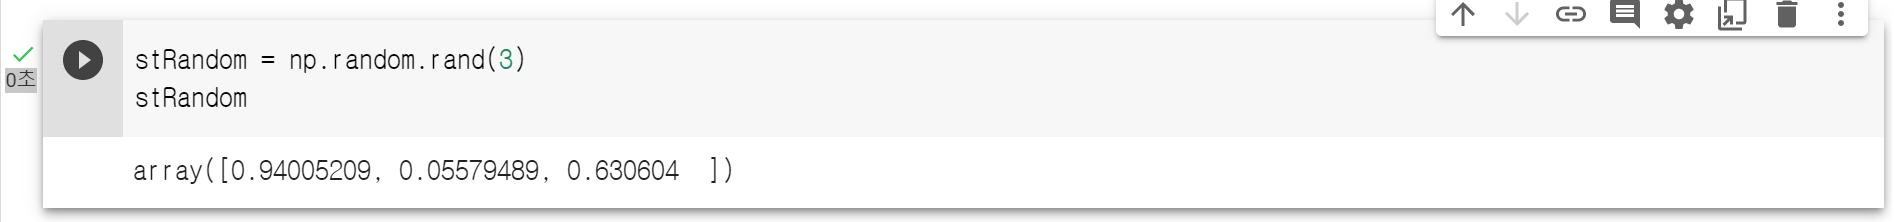 0초
stRandom = np.random.rand(3)
stRandom
array([0.94005209, 0.05579489, 0.630604  ])